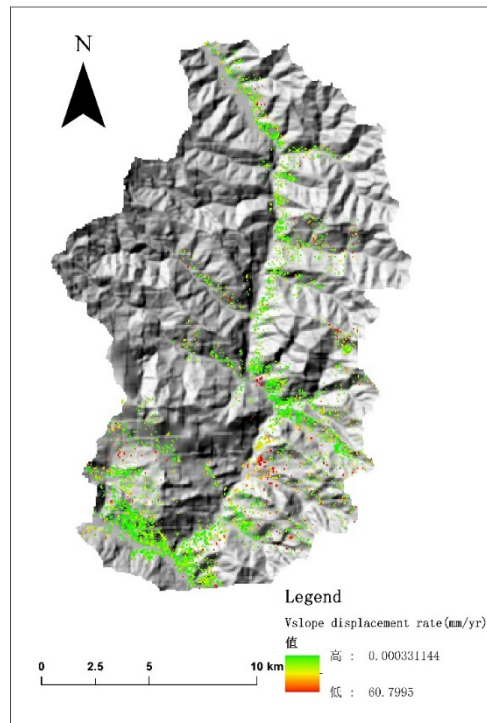 N
Legend
Vslope displacement rate(mm/yr)
值
高 : 0.000331144
低 : 60.7995
0 2.5 5 10 km